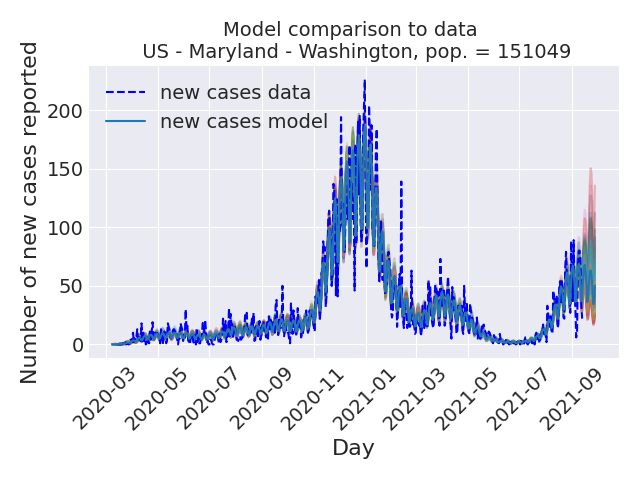 Model comparison to data
US - Maryland - Washington, pop. = 151049
Number of new cases reported
200
150
100
50
0
new cases data
new cases model
2020-03
2020-05
2020-07
2020-09
2020-11
2021-01
2021-03
2021-05
2021-07
2021-09
Day